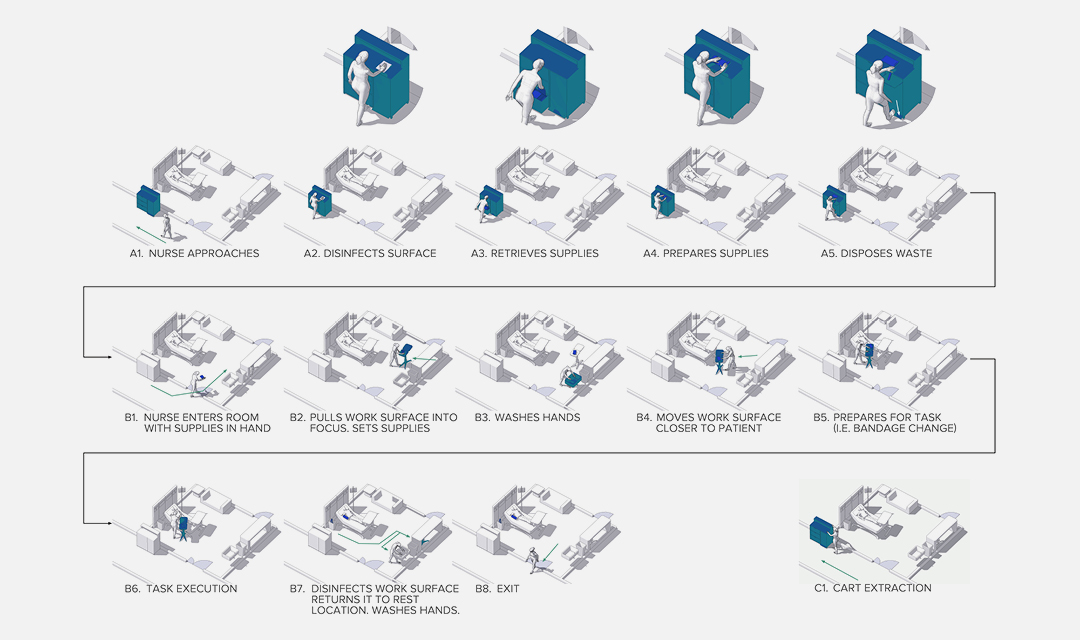 A1. NURSE APPROACHES
A2. DISINFECTS SURFACE
A3. RETRIEVES SUPPLIES
A4. PREPARES SUPPLIES
A5. DISPOSES WASTE
B1. NURSE ENTERS ROOM
WITH SUPPLIES IN HAND
B2. PULLS WORK SURFACE INTO
FOCUS. SETS SUPPLIES
B3. WASHES HANDS
B4. MOVES WORK SURFACE
CLOSER TO PATIENT
B5. PREPARES FOR TASK
(I.E. BANDAGE CHANGE)
B6. TASK EXECUTION
B7. DISINFECTS WORK SURFACE
RETURNS IT TO REST
LOCATION. WASHES HANDS.
B8. EXIT
C1. CART EXTRACTION